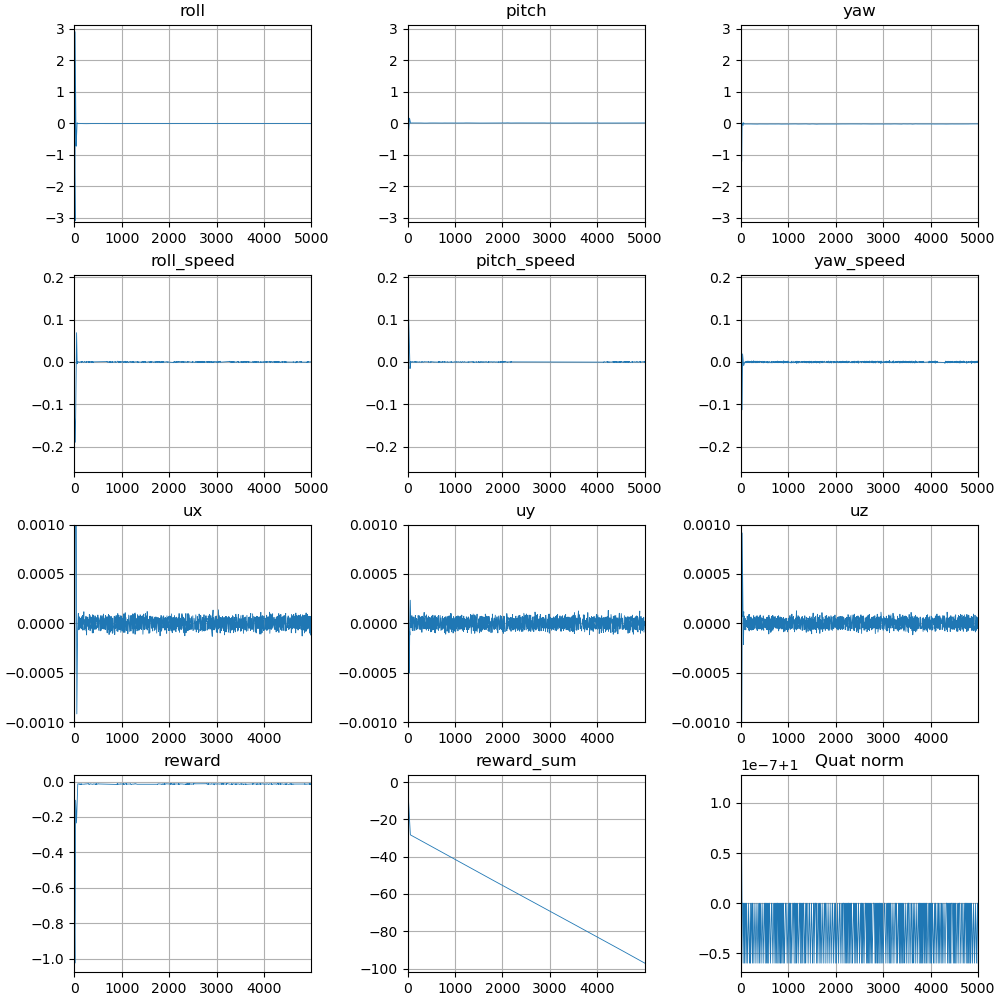 roll pitch yaw
3 3 3
2 2 2
1 1 1
0 0 0
−1 −1 −1
−2 −2 −2
−3 −3 −3
0 1000 2000 3000 4000 5000 0 1000 2000 3000 4000 5000 0 1000 2000 3000 4000 5000
roll_speed pitch_speed yaw_speed
0.2 0.2 0.2
0.1 0.1 0.1
0.0 0.0 0.0
−0.1 −0.1 −0.1
−0.2 −0.2 −0.2
0 1000 2000 3000 4000 5000 0 1000 2000 3000 4000 5000 0 1000 2000 3000 4000 5000
ux uy uz
0.0010 0.0010 0.0010
0.0005 0.0005 0.0005
0.0000 0.0000 0.0000
−0.0005 −0.0005 −0.0005
−0.0010 −0.0010 −0.0010
0 1000 2000 3000 4000 0 1000 2000 3000 4000 0 1000 2000 3000 4000
reward reward_sum Quat norm
1e−7+1
0.0 0 1.0
−0.2 −20 0.5
−0.4 −40 0.0
−0.6 −60 −0.5
−0.8 −80
−1.0 −100
0 1000 2000 3000 4000 0 1000 2000 3000 4000 5000 0 1000 2000 3000 4000 5000